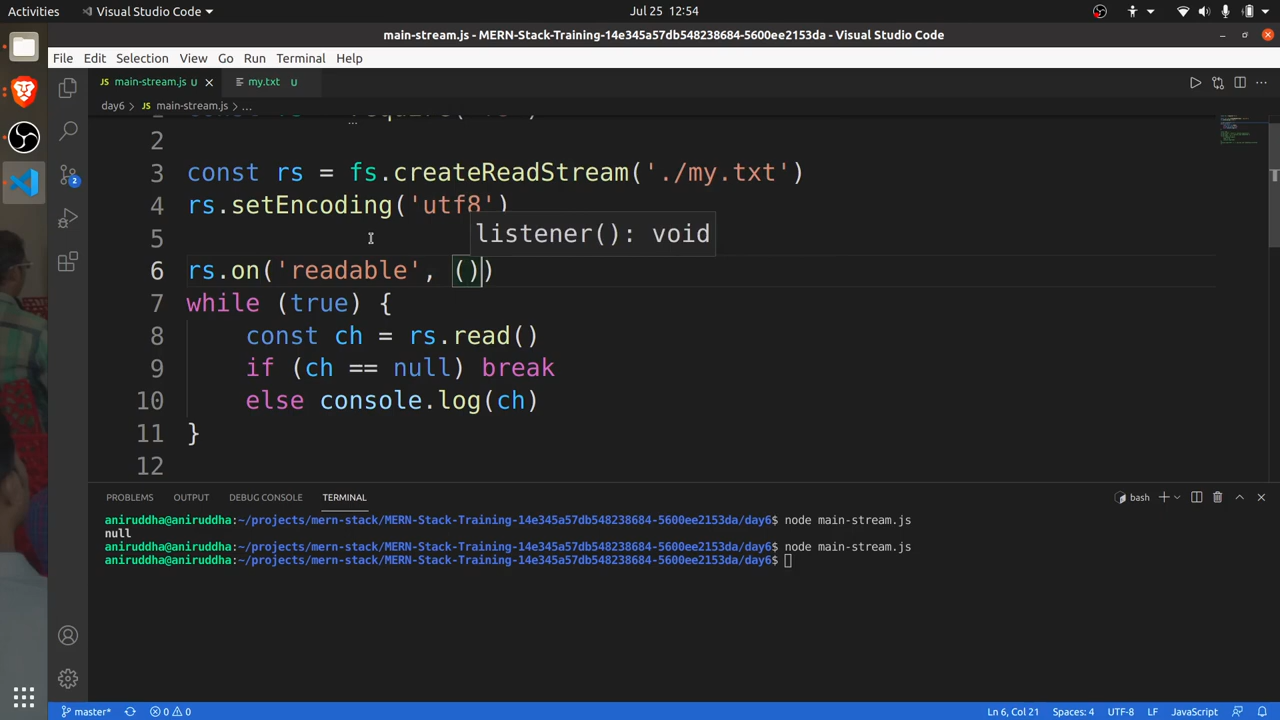 Activities
Visual Studio Code
Jul 25 12:54
main-stream.js - MERN-Stack-Training-14e345a57db548238684-5600ee2153da - Visual Studio Code
File Edit Selection View Go Run Terminal Help
JS main-stream.js U
my.txt U
day6 > JS main-stream.js > ...
2
3 const rs = fs.createReadStream('./my.txt')
4 rs.setEncoding('utf8')
listener(): void
5
6 rs.on('readable', ())
7 while (true) {
8 const ch = rs.read()
9 if (ch == null) break
10 else console.log(ch)
11 }
12
2
PROBLEMS OUTPUT DEBUG CONSOLE TERMINAL
bash
aniruddha@aniruddha:~/projects/mern-stack/MERN-Stack-Training-14e345a57db548238684-5600ee2153da/day6$ node main-stream.js
null
aniruddha@aniruddha:~/projects/mern-stack/MERN-Stack-Training-14e345a57db548238684-5600ee2153da/day6$ node main-stream.js
aniruddha@aniruddha:~/projects/mern-stack/MERN-Stack-Training-14e345a57db548238684-5600ee2153da/day6$
master* 0 0 Ln 6, Col 21 Spaces: 4 UTF-8 LF JavaScript